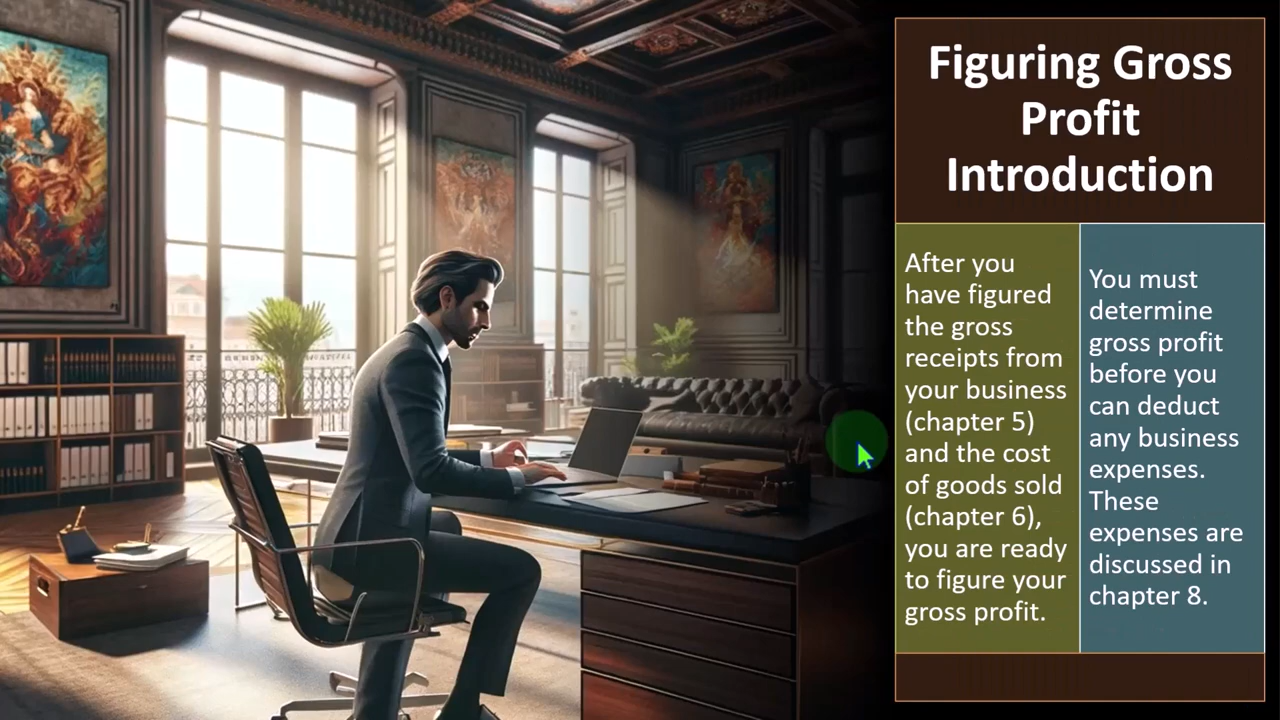 Figuring Gross
Profit
Introduction
After you
have figured
the gross
receipts from
your business
(chapter 5)
and the cost
of goods sold
(chapter 6),
you are ready
to figure your
gross profit.
You must
determine
gross profit
before you
can deduct
any business
expenses.
These
expenses are
discussed in
chapter 8.